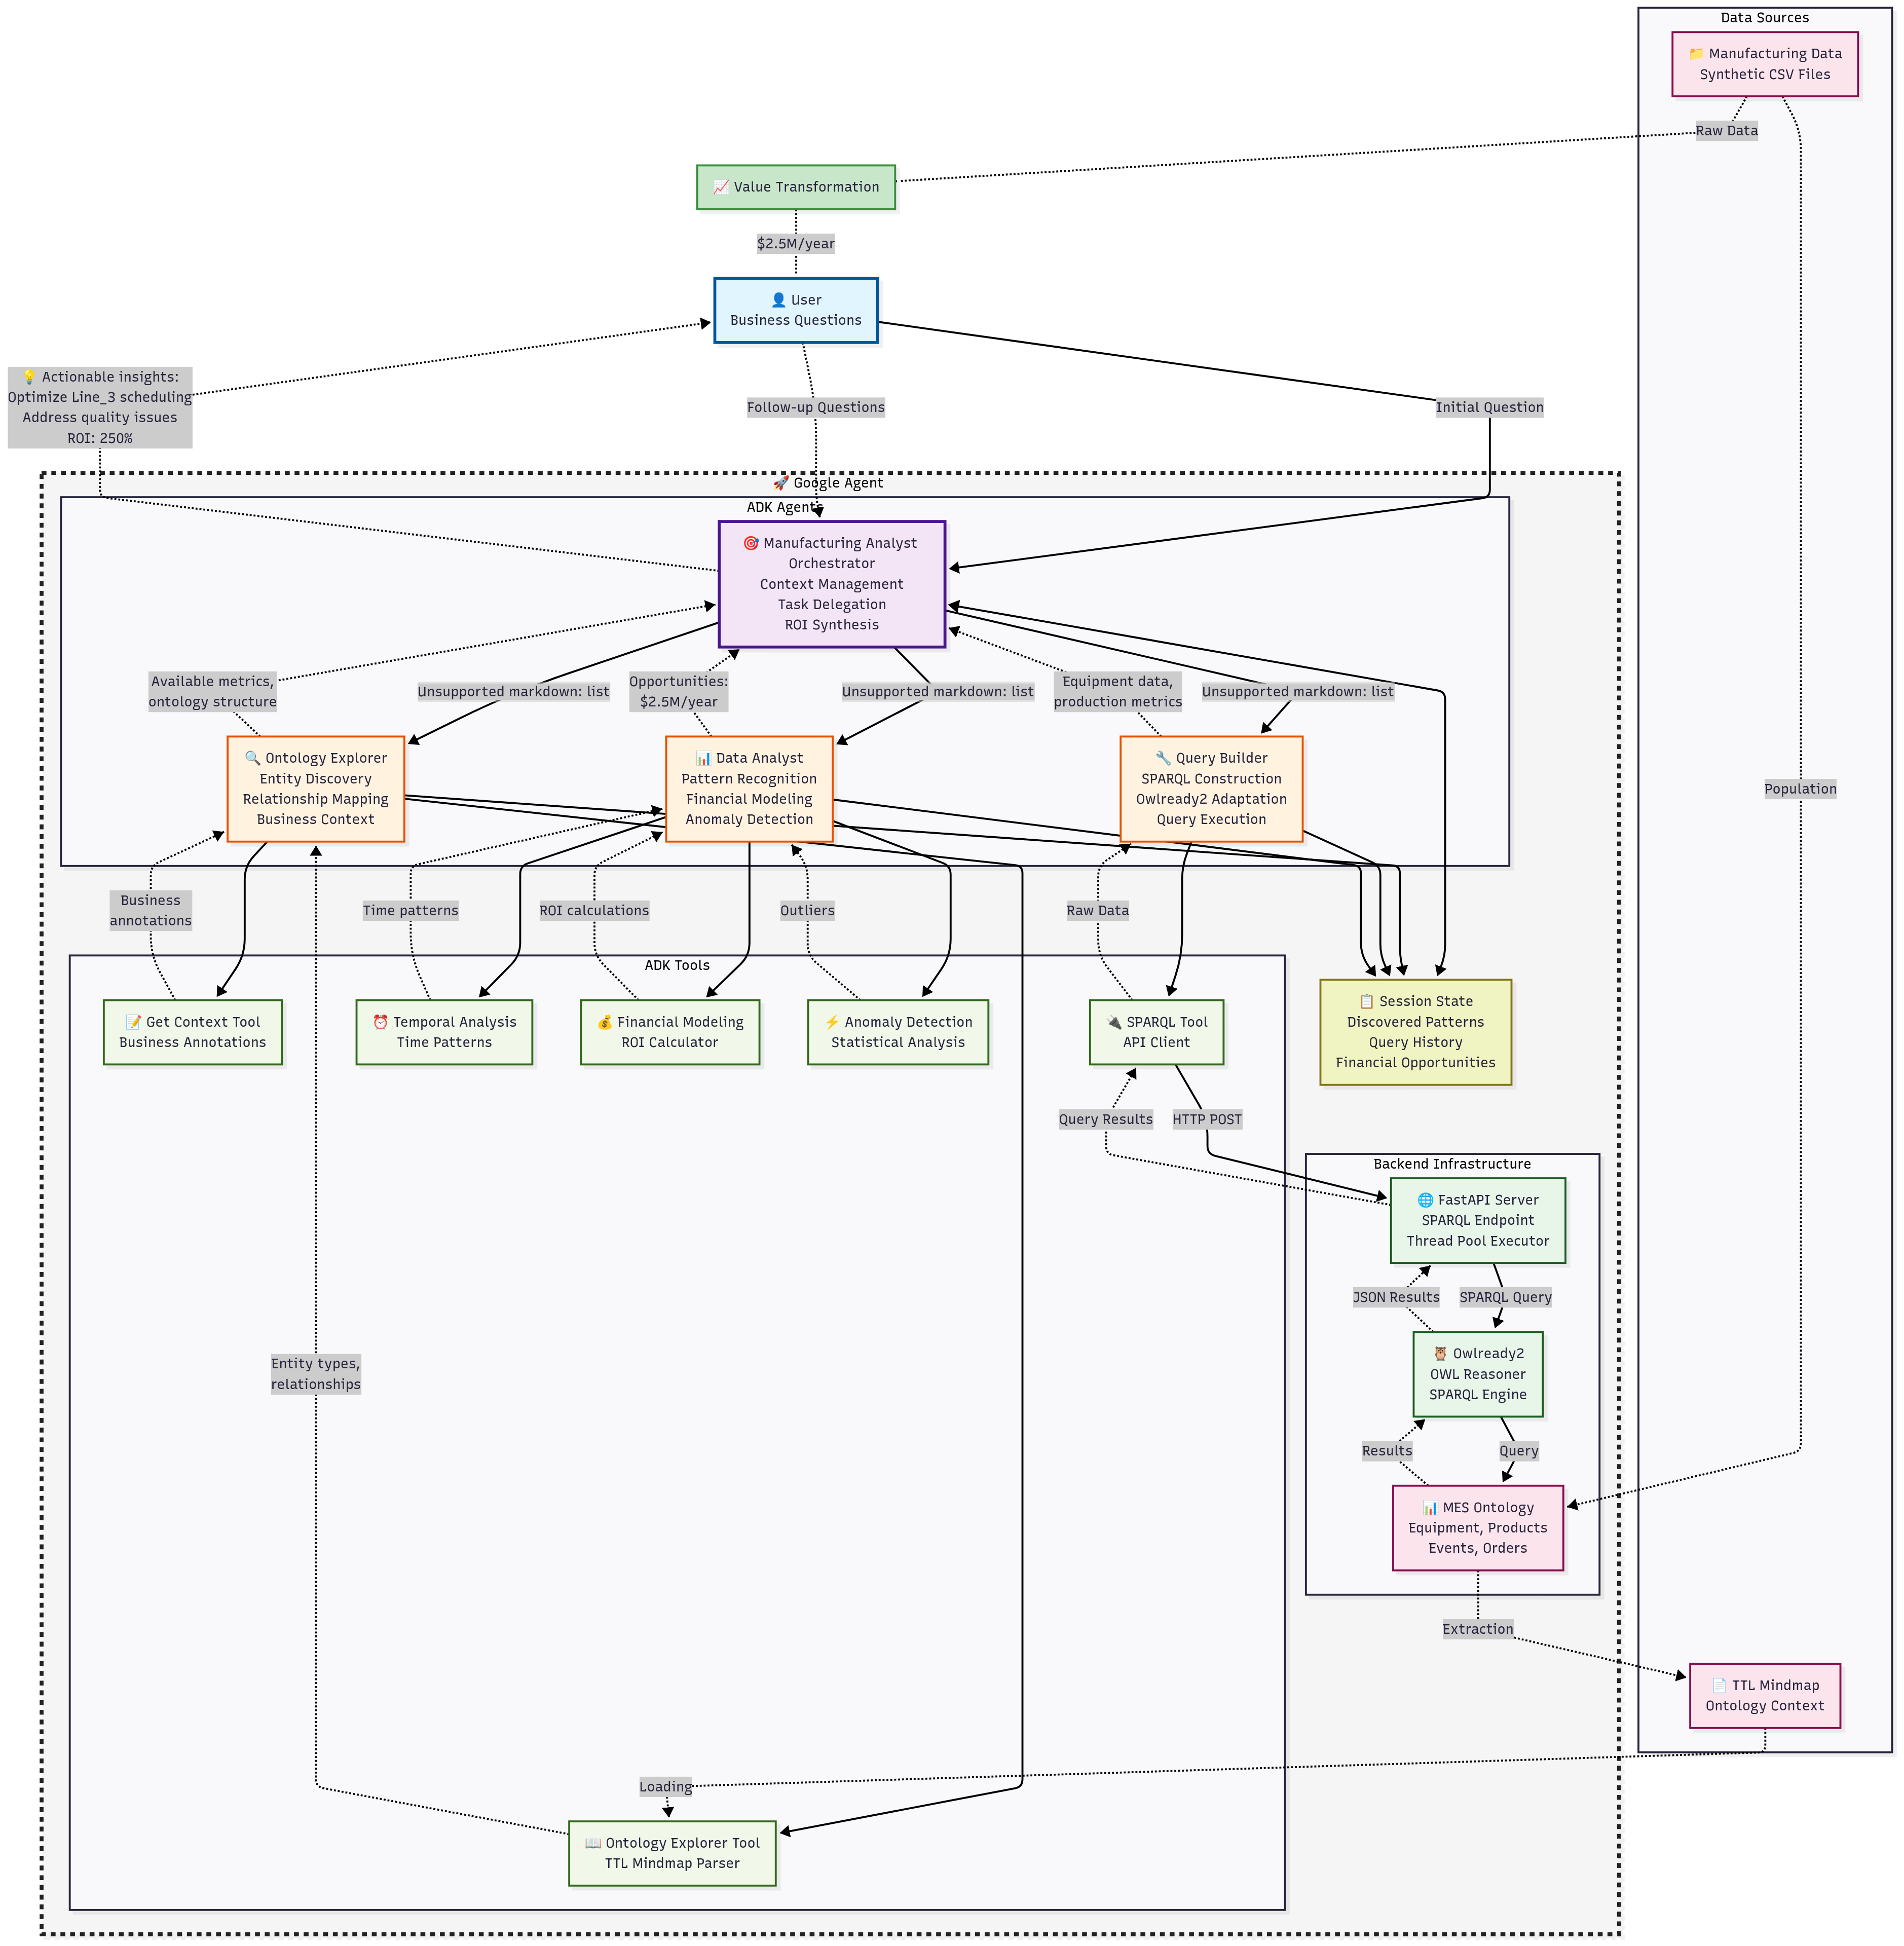 Data Sources
📁 Manufacturing Data
Synthetic CSV Files
Raw Data
📈 Value Transformation
$2.5M/year
👤 User
Business Questions
💡 Actionable insights:
Optimize Line_3 scheduling
Address quality issues
ROI: 250%
Follow-up Questions
Initial Question
🚀 Google Agent
ADK Agents
🎯 Manufacturing Analyst
Orchestrator
Context Management
Task Delegation
ROI Synthesis
Available metrics,
ontology structure
Unsupported markdown: list
Opportunities:
$2.5M/year
Unsupported markdown: list
Equipment data,
production metrics
Unsupported markdown: list
🔍 Ontology Explorer
Entity Discovery
Relationship Mapping
Business Context
📊 Data Analyst
Pattern Recognition
Financial Modeling
Anomaly Detection
🔧 Query Builder
SPARQL Construction
Owlready2 Adaptation
Query Execution
Population
Business
annotations
Time patterns
ROI calculations
Outliers
Raw Data
ADK Tools
📝 Get Context Tool
Business Annotations
⏰ Temporal Analysis
Time Patterns
💰 Financial Modeling
ROI Calculator
⚡ Anomaly Detection
Statistical Analysis
🔌 SPARQL Tool
API Client
📋 Session State
Discovered Patterns
Query History
Financial Opportunities
Query Results
HTTP POST
Backend Infrastructure
🌐 FastAPI Server
SPARQL Endpoint
Thread Pool Executor
JSON Results
SPARQL Query
🦉 Owlready2
OWL Reasoner
SPARQL Engine
Entity types,
relationships
Results
Query
📊 MES Ontology
Equipment, Products
Events, Orders
Extraction
📄 TTL Mindmap
Ontology Context
Loading
📖 Ontology Explorer Tool
TTL Mindmap Parser